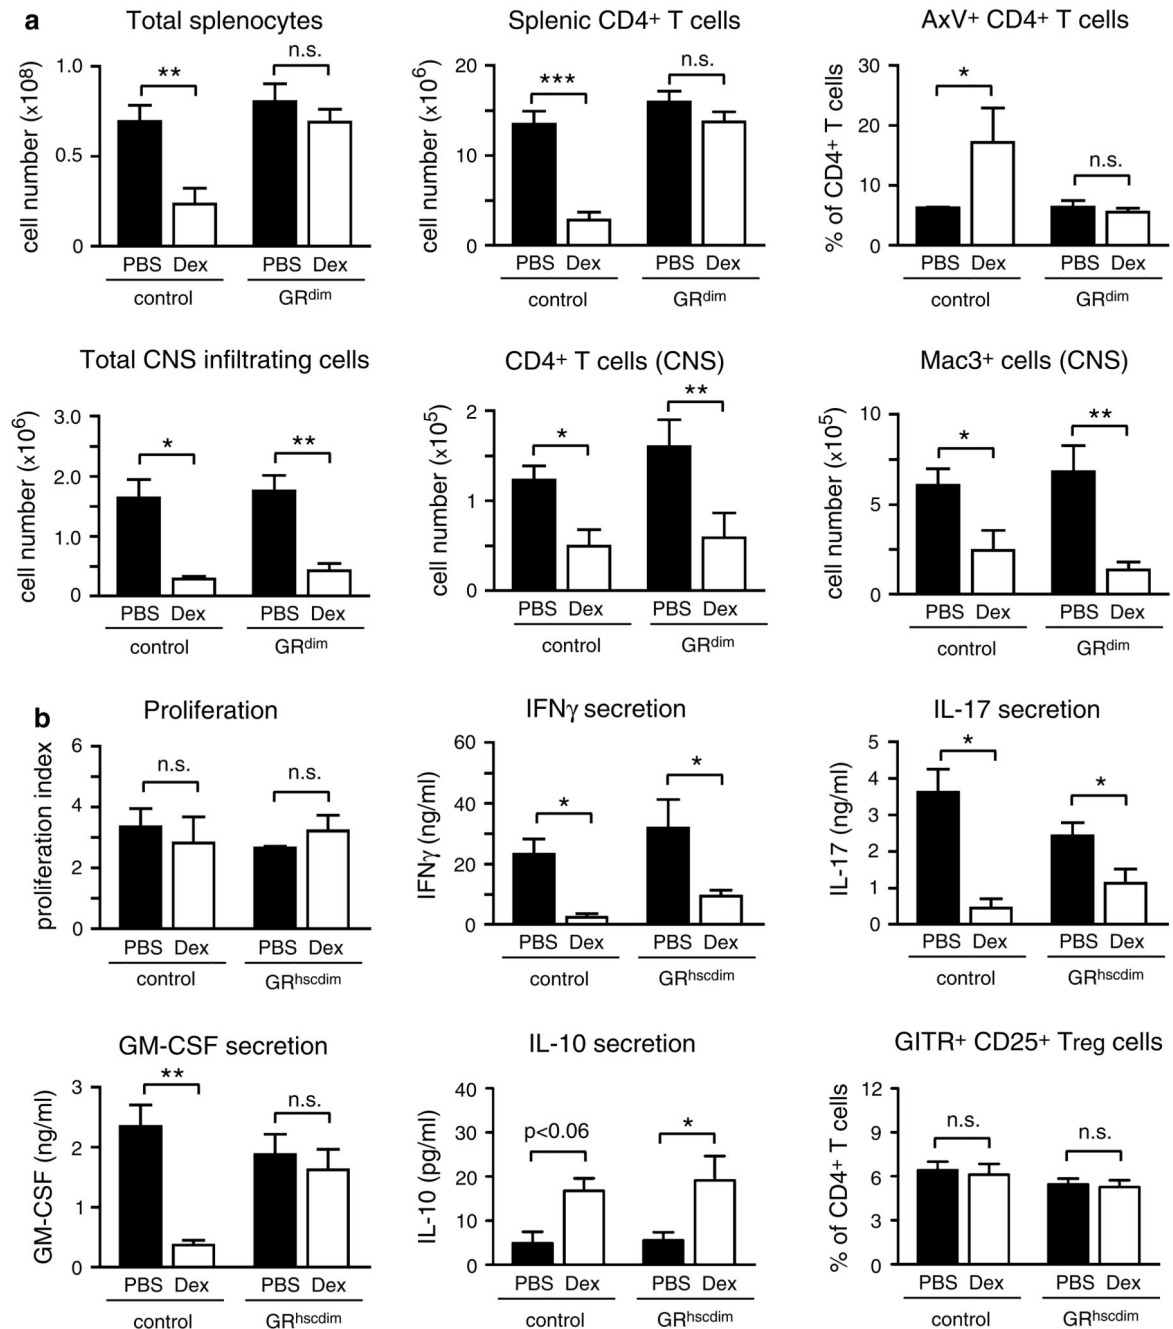 a
Total splenocytes
cell number (x10⁸)
1.0
0.5
0
**
n.s.
PBS Dex PBS Dex
control GRdim
Splenic CD4+ T cells
cell number (x10⁶)
20
10
0
***
n.s.
PBS Dex PBS Dex
control GRdim
AxV+ CD4+ T cells
% of CD4+ T cells
30
20
10
0
*
n.s.
PBS Dex PBS Dex
control GRdim
Total CNS infiltrating cells
cell number (x10⁶)
3.0
2.0
1.0
0
*
**
PBS Dex PBS Dex
control GRdim
CD4+ T cells (CNS)
cell number (x10⁵)
2
1
0
*
**
PBS Dex PBS Dex
control GRdim
Mac3+ cells (CNS)
cell number (x10⁵)
10
5
0
*
**
PBS Dex PBS Dex
control GRdim
b
Proliferation
proliferation index
6
4
2
0
n.s.
n.s.
PBS Dex PBS Dex
control GRhscdim
IFNγ secretion
IFNγ (ng/ml)
60
40
20
0
*
*
PBS Dex PBS Dex
control GRhscdim
IL-17 secretion
IL-17 (ng/ml)
5
4
3
2
1
0
*
*
PBS Dex PBS Dex
control GRhscdim
GM-CSF secretion
GM-CSF (ng/ml)
3
2
1
0
**
n.s.
PBS Dex PBS Dex
control GRhscdim
IL-10 secretion
IL-10 (pg/ml)
40
30
20
10
0
p<0.06
*
PBS Dex PBS Dex
control GRhscdim
GITR+ CD25+ Treg cells
% of CD4+ T cells
12
9
6
3
0
n.s.
n.s.
PBS Dex PBS Dex
control GRhscdim